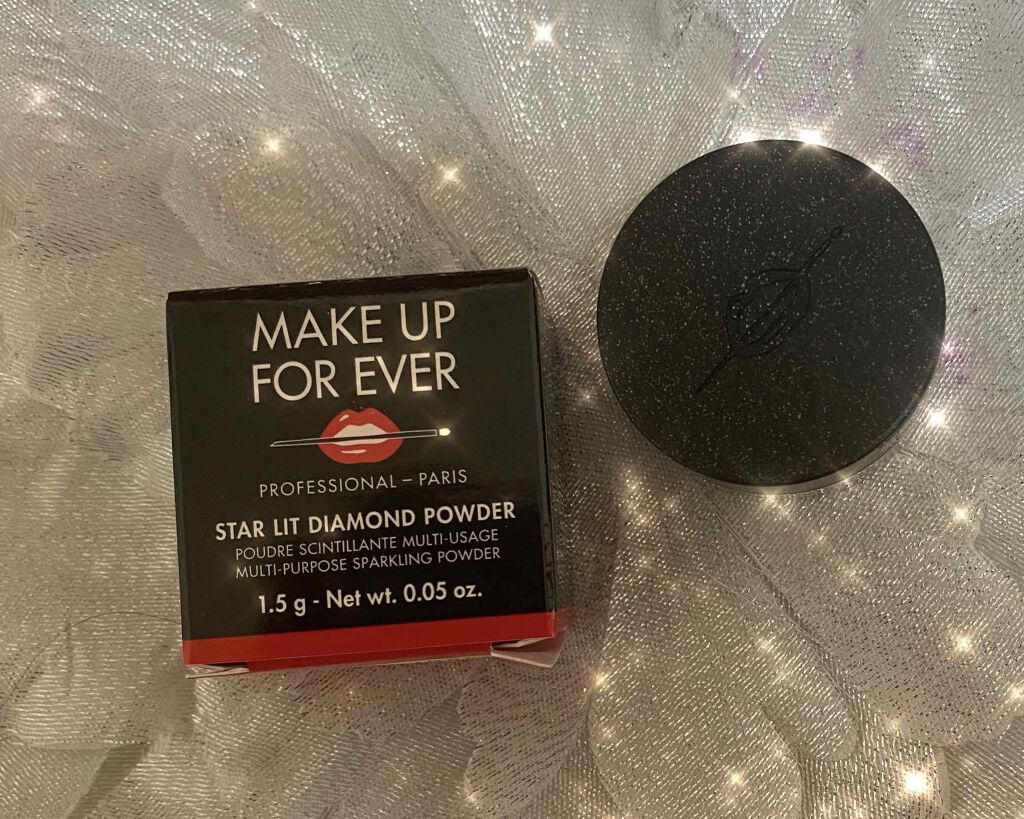 MAKE UP
FOR EVER
PROFESSIONAL – PARIS
STAR LIT DIAMOND POWDER
POUDRE SCINTILLANTE MULTI-USAGE
MULTI-PURPOSE SPARKLING POWDER
1.5 g - Net wt. 0.05 oz.